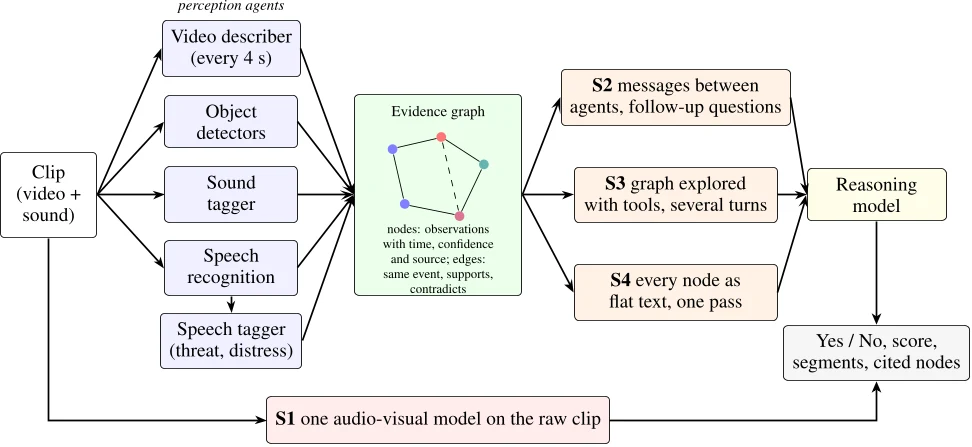 perception agents
Video describer
(every 4 s)
Object
detectors
Sound
tagger
Speech
recognition
Speech tagger
(threat, distress)
Clip
(video +
sound)
Evidence graph
nodes: observations
with time, confidence
and source; edges:
same event, supports,
contradicts
S2 messages between
agents, follow-up questions
S3 graph explored
with tools, several turns
S4 every node as
flat text, one pass
Reasoning
model
Yes / No, score,
segments, cited nodes
S1 one audio-visual model on the raw clip